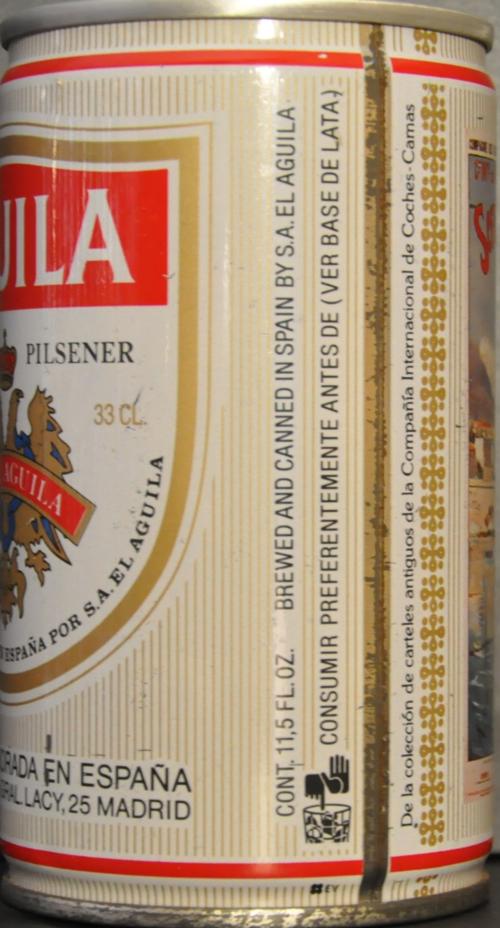 UILA
PILSENER
33 CL.
AGUILA
ESPAÑA POR S.A. EL AGUILA
EN ESPAÑA
GRAL. LACY, 25 MADRID
CONT. 11,5 FL. OZ. BREWED AND CANNED IN SPAIN BY S.A. EL AGUILA
CONSUMIR PREFERENTEMENTE ANTES DE (VER BASE DE LATA)
De la colección de carteles antiguos de la Compañía Internacional de Coches-Camas
EY